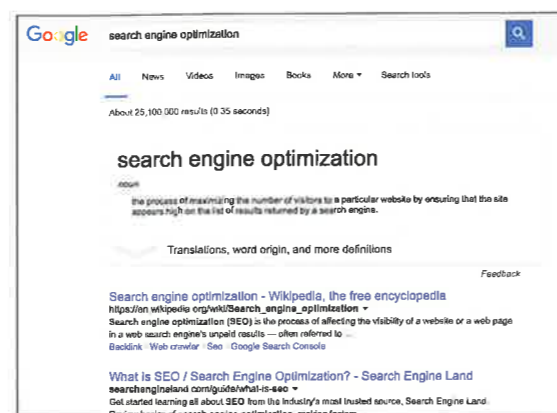 Google
search engine optimization
All News Videos Images Books More ▾ Search tools
About 25,100,000 results (0.35 seconds)
search engine optimization
noun
the process of maximizing the number of visitors to a particular website by ensuring that the site
appears high on the list of results returned by a search engine.
Translations, word origin, and more definitions
Feedback
Search engine optimization - Wikipedia, the free encyclopedia
https://en.wikipedia.org/wiki/Search_engine_optimization ▾
Search engine optimization (SEO) is the process of affecting the visibility of a website or a web page
in a web search engine's unpaid results — often referred to ...
Backlink Web crawler Seo Google Search Console
What is SEO / Search Engine Optimization? - Search Engine Land
searchengineland.com/guide/what-is-seo ▾
Get started learning all about SEO from the industry's most trusted source, Search Engine Land